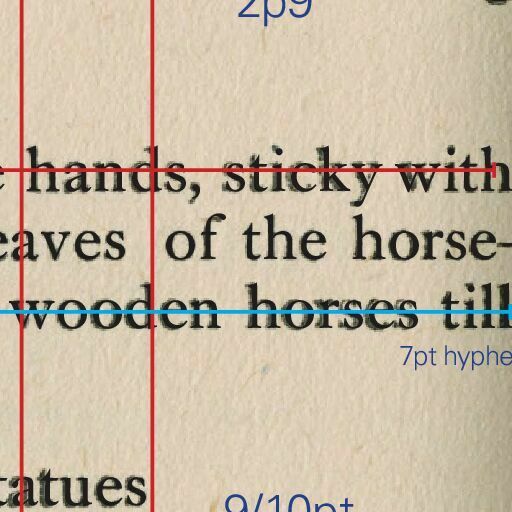 2p9
hands, sticky with
eaves of the horse-
wooden horses till
7pt hyphe
tatues
9/10pt